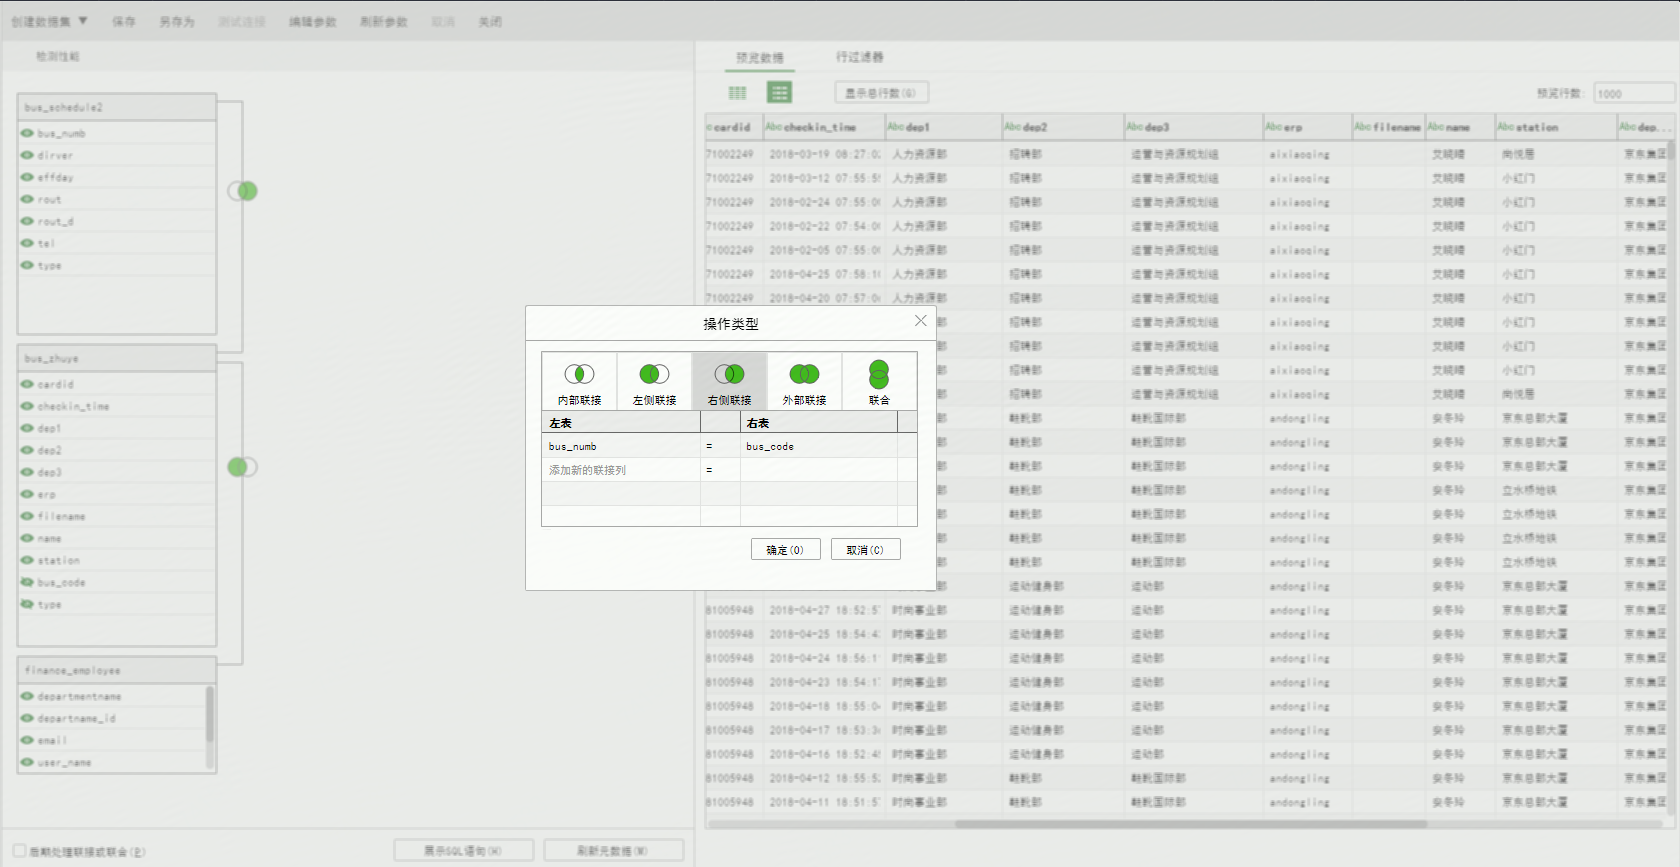 创建数据集 ▼ 保存 另存为 测试连接 编辑参数 刷新参数 取消 关闭
检测性能
预览数据 行过滤器
显示总行数(G) 预览行数: 1000
bus_schedule2
bus_numb
dirver
effday
rout
rout_d
tel
type
bus_zhuye
cardid
checkin_time
dep1
dep2
dep3
erp
filename
name
station
bus_code
type
finance_employee
departmentname
departname_id
email
user_name
后期处理联接或联合(P)
展示SQL语句(H) 刷新元数据(M)
操作类型
内部联接 左侧联接 右侧联接 外部联接 联合
左表 右表
bus_numb = bus_code
添加新的联接列 =
确定(O) 取消(C)
cardid Abc checkin_time Abc dep1 Abc dep2 Abc dep3 Abc erp Abc filename Abc name Abc station Abc dep...
71002249 2018-03-19 08:27:02 人力资源部 招聘部 运营与资源规划组 aixiaoqing 艾晓晴 尚悦居 京东集团
71002249 2018-03-12 07:55:5 人力资源部 招聘部 运营与资源规划组 aixiaoqing 艾晓晴 小红门 京东集团
71002249 2018-02-24 07:55:0 人力资源部 招聘部 运营与资源规划组 aixiaoqing 艾晓晴 小红门 京东集团
71002249 2018-02-22 07:54:0 人力资源部 招聘部 运营与资源规划组 aixiaoqing 艾晓晴 小红门 京东集团
71002249 2018-02-05 07:55:0 人力资源部 招聘部 运营与资源规划组 aixiaoqing 艾晓晴 小红门 京东集团
71002249 2018-04-25 07:58:1 人力资源部 招聘部 运营与资源规划组 aixiaoqing 艾晓晴 小红门 京东集团
71002249 2018-04-20 07:57:0 人力资源部 招聘部 运营与资源规划组 aixiaoqing 艾晓晴 小红门 京东集团
部 招聘部 运营与资源规划组 aixiaoqing 艾晓晴 小红门 京东集团
部 招聘部 运营与资源规划组 aixiaoqing 艾晓晴 小红门 京东集团
部 招聘部 运营与资源规划组 aixiaoqing 艾晓晴 小红门 京东集团
部 招聘部 运营与资源规划组 aixiaoqing 艾晓晴 尚悦居 京东集团
部 鞋靴部 鞋靴国际部 andongling 安冬玲 京东总部大厦 京东集团
部 鞋靴部 鞋靴国际部 andongling 安冬玲 京东总部大厦 京东集团
部 鞋靴部 鞋靴国际部 andongling 安冬玲 京东总部大厦 京东集团
部 鞋靴部 鞋靴国际部 andongling 安冬玲 立水桥地铁 京东集团
部 鞋靴部 鞋靴国际部 andongling 安冬玲 立水桥地铁 京东集团
部 鞋靴部 鞋靴国际部 andongling 安冬玲 立水桥地铁 京东集团
部 鞋靴部 鞋靴国际部 andongling 安冬玲 立水桥地铁 京东集团
部 运动健身部 运动部 andongling 安冬玲 京东总部大厦 京东集团
81005948 2018-04-27 18:52:5 时尚事业部 运动健身部 运动部 andongling 安冬玲 京东总部大厦 京东集团
81005948 2018-04-25 18:54:4 时尚事业部 运动健身部 运动部 andongling 安冬玲 京东总部大厦 京东集团
81005948 2018-04-24 18:56:1 时尚事业部 运动健身部 运动部 andongling 安冬玲 京东总部大厦 京东集团
81005948 2018-04-23 18:54:1 时尚事业部 运动健身部 运动部 andongling 安冬玲 京东总部大厦 京东集团
81005948 2018-04-18 18:55:0 时尚事业部 运动健身部 运动部 andongling 安冬玲 京东总部大厦 京东集团
81005948 2018-04-17 18:53:3 时尚事业部 运动健身部 运动部 andongling 安冬玲 京东总部大厦 京东集团
81005948 2018-04-16 18:52:4 时尚事业部 运动健身部 运动部 andongling 安冬玲 京东总部大厦 京东集团
81005948 2018-04-12 18:55:5 时尚事业部 鞋靴部 鞋靴国际部 andongling 安冬玲 京东总部大厦 京东集团
81005948 2018-04-11 18:51:5 时尚事业部 鞋靴部 鞋靴国际部 andongling 安冬玲 京东总部大厦 京东集团